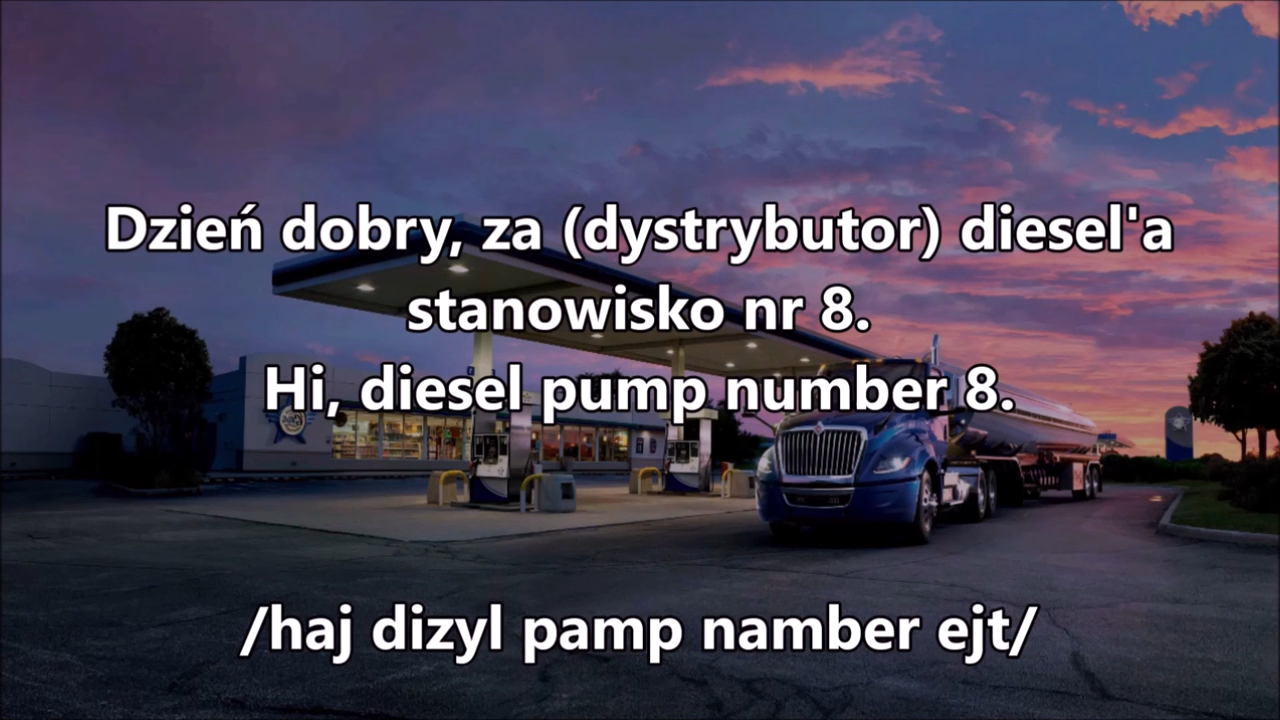 Dzień dobry, za (dystrybutor) diesel'a
stanowisko nr 8.
Hi, diesel pump number 8.
/haj dizyl pamp namber ejt/